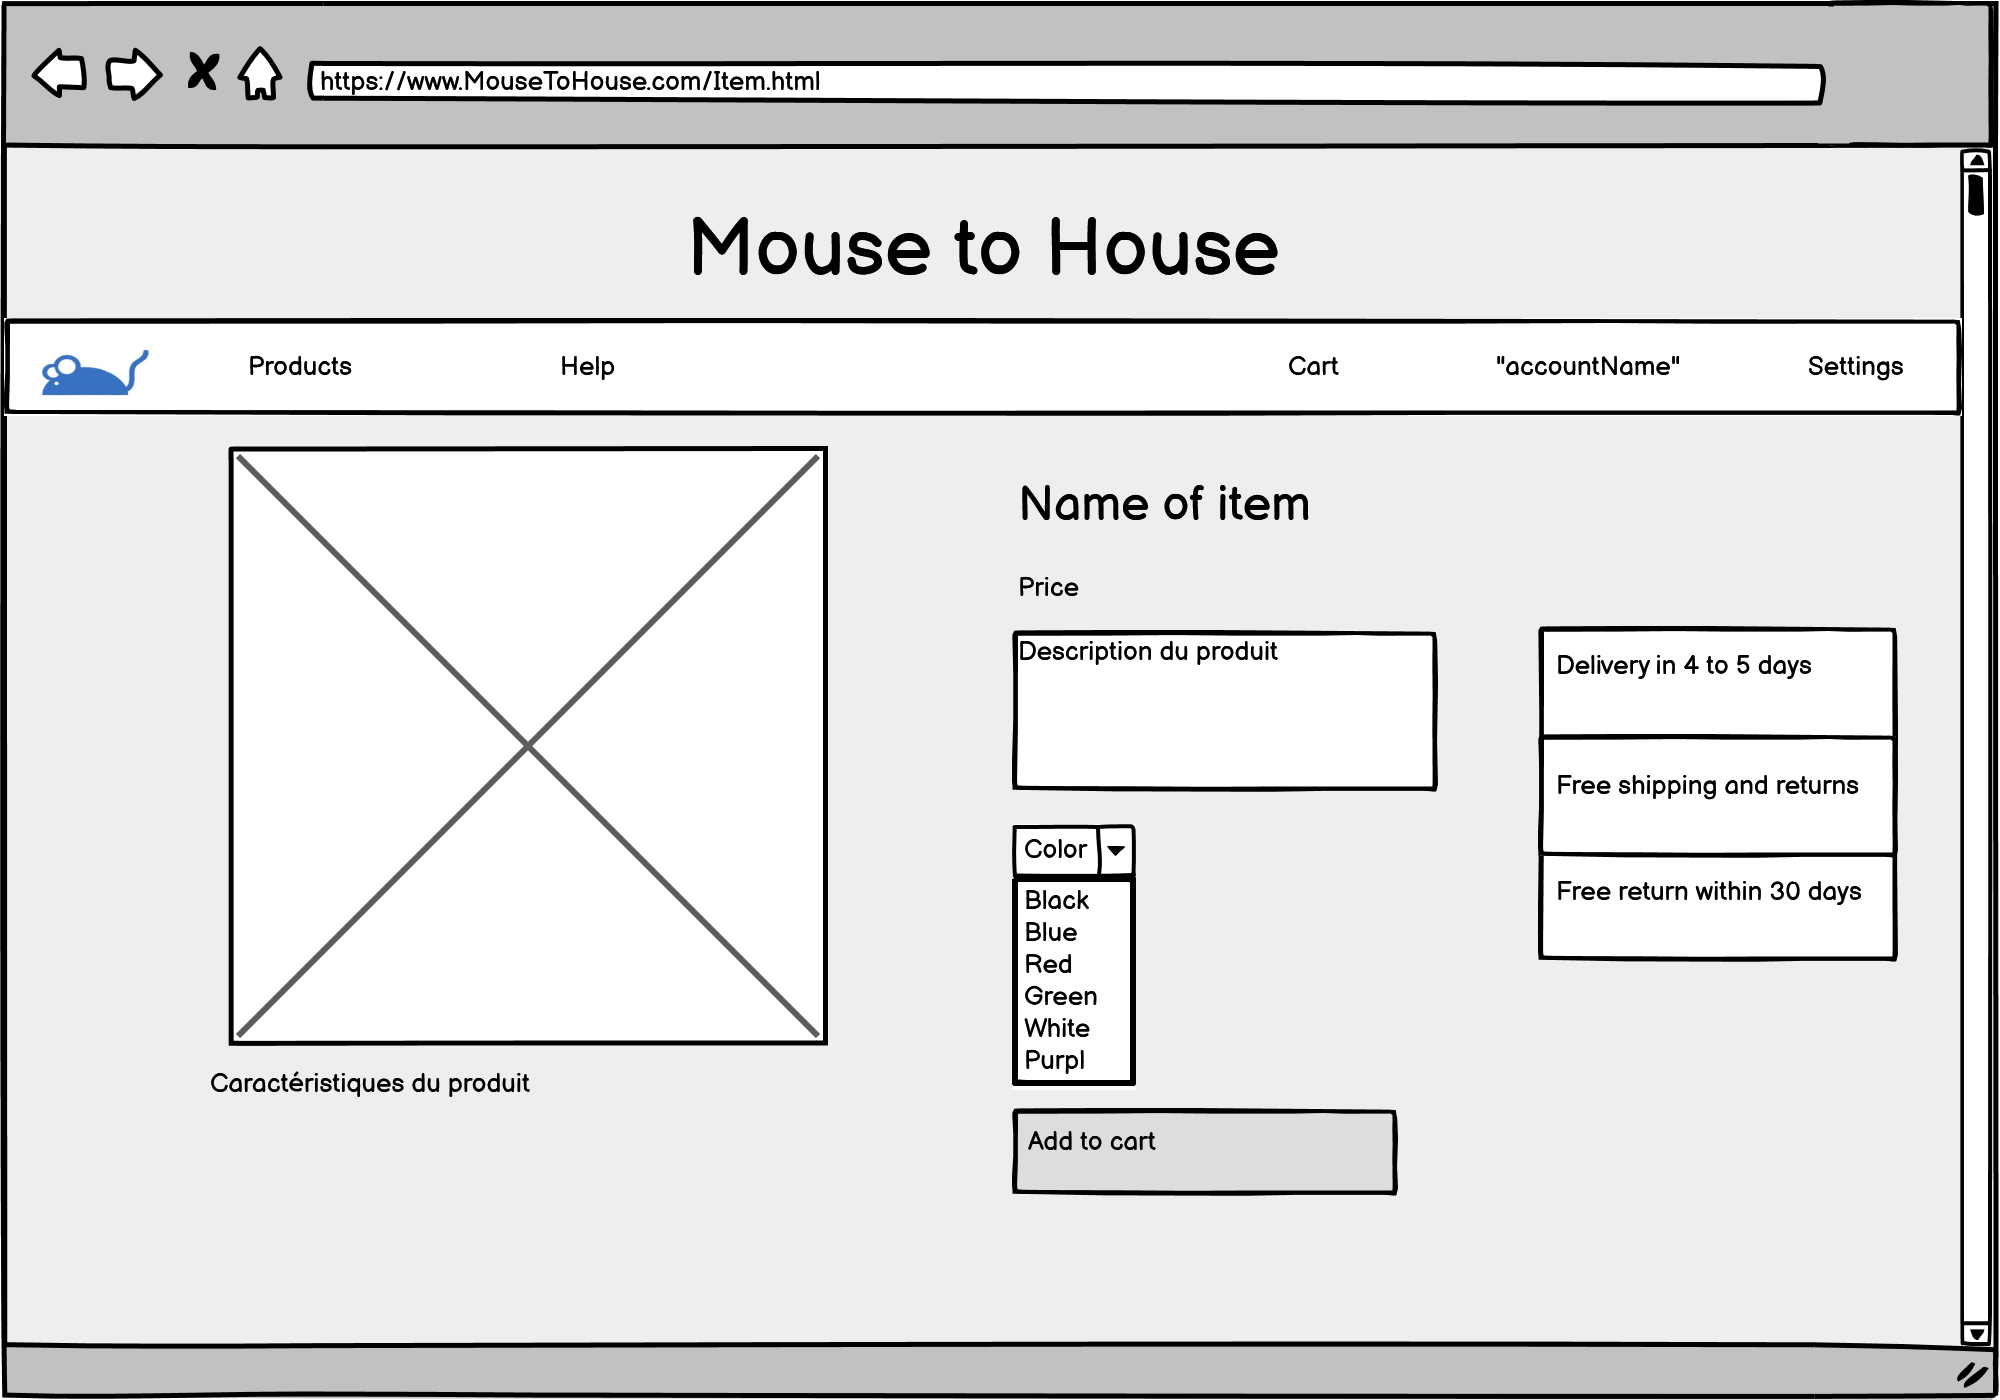 https://www.MouseToHouse.com/Item.html
Mouse to House
Products
Help
Cart
"accountName"
Settings
Name of item
Price
Description du produit
Delivery in 4 to 5 days
Free shipping and returns
Free return within 30 days
Color
Black
Blue
Red
Green
White
Purpl
Caractéristiques du produit
Add to cart